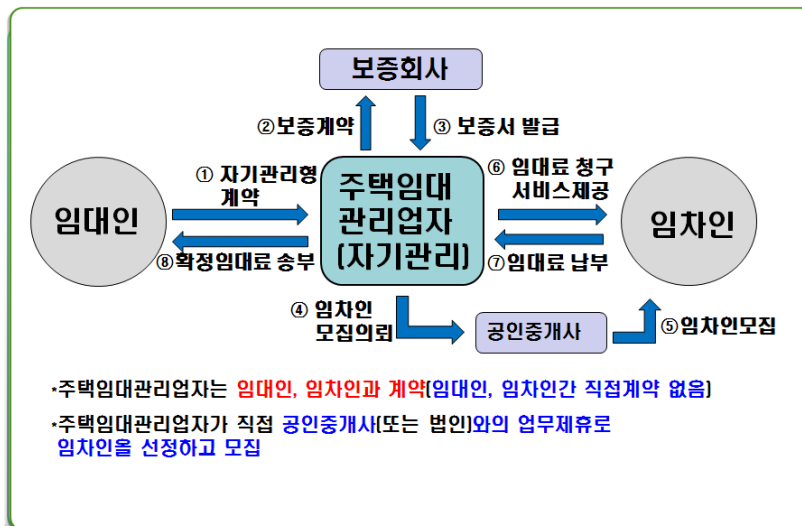 보증회사
②보증계약
③ 보증서 발급
① 자기관리형
계약
주택임대
관리업자
(자기관리)
⑥ 임대료 청구
서비스제공
임대인
임차인
⑧확정임대료 송부
⑦임대료 납부
④ 임차인
모집의뢰
공인중개사
⑤임차인모집
*주택임대관리업자는 임대인, 임차인과 계약(임대인, 임차인간 직접계약 없음)
*주택임대관리업자가 직접 공인중개사(또는 법인)와의 업무제휴로
임차인을 선정하고 모집